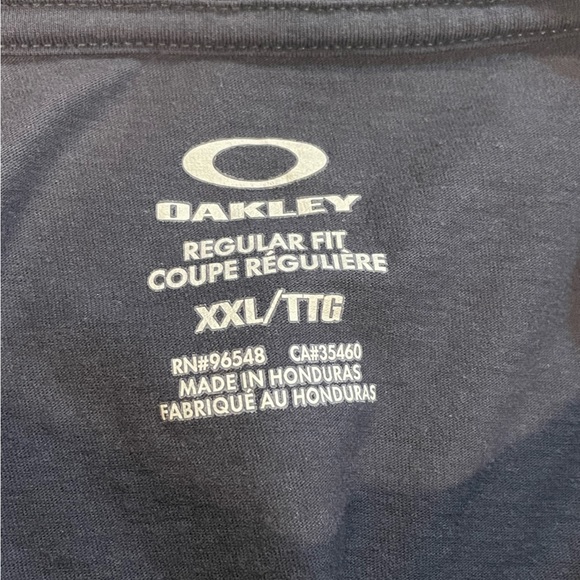 OAKLEY
REGULAR FIT
COUPE RÉGULIÈRE
XXL/TTG
RN#96548 CA#35460
MADE IN HONDURAS
FABRIQUÉ AU HONDURAS